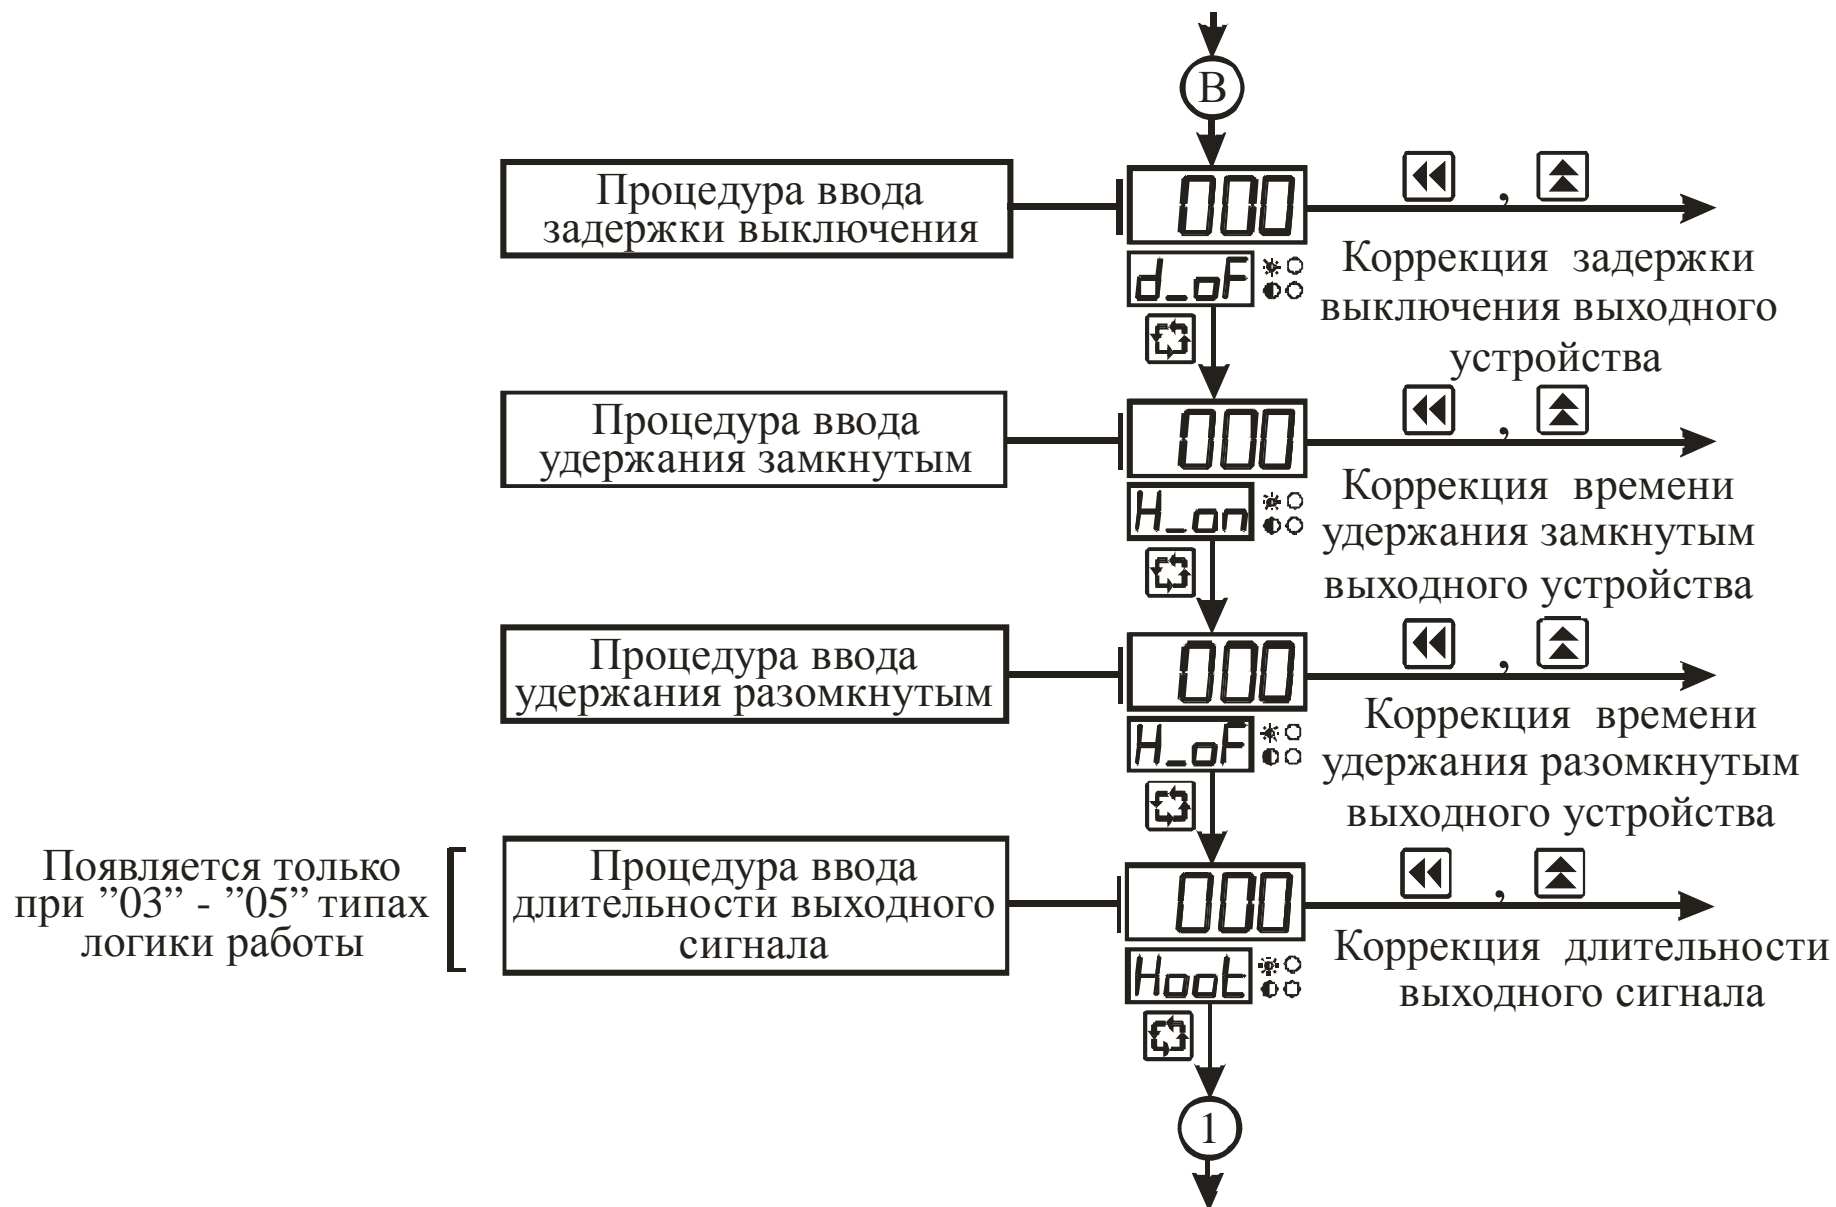 В
Процедура ввода
задержки выключения
000
,
d_oF
Коррекция задержки
выключения выходного
устройства
Процедура ввода
удержания замкнутым
000
,
H_on
Коррекция времени
удержания замкнутым
выходного устройства
Процедура ввода
удержания разомкнутым
000
,
H_oF
Коррекция времени
удержания разомкнутым
выходного устройства
Появляется только
при ”03” - ”05” типах
логики работы
Процедура ввода
длительности выходного
сигнала
000
,
Hoot
Коррекция длительности
выходного сигнала
1